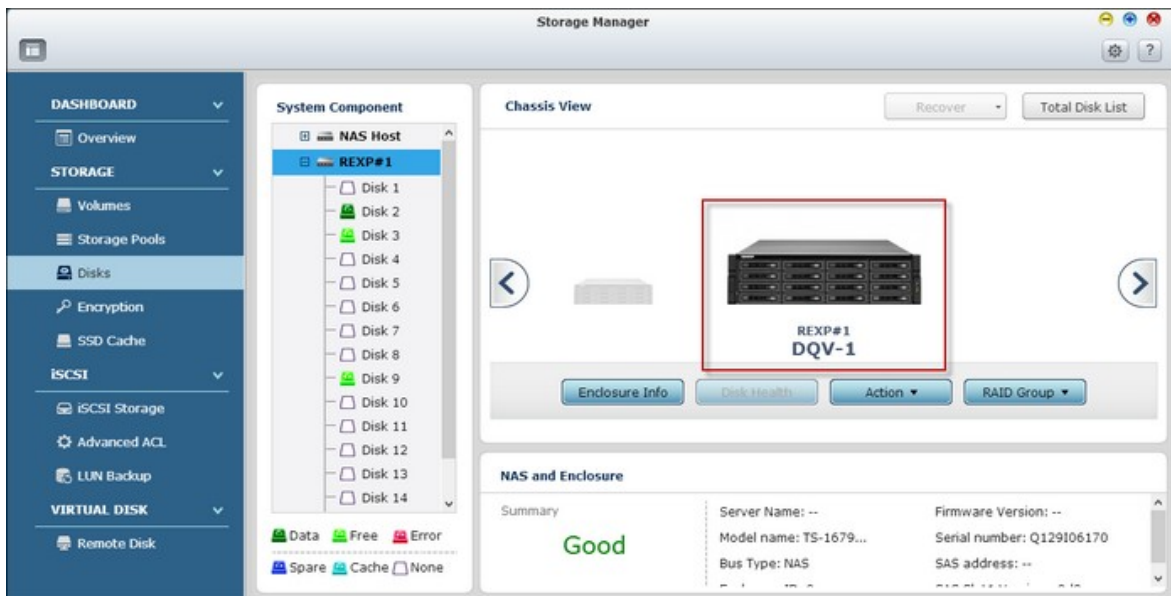 Storage Manager
?
DASHBOARD
Overview
STORAGE
Volumes
Storage Pools
Disks
Encryption
SSD Cache
iSCSI
iSCSI Storage
Advanced ACL
LUN Backup
VIRTUAL DISK
Remote Disk
System Component
NAS Host
REXP#1
Disk 1
Disk 2
Disk 3
Disk 4
Disk 5
Disk 6
Disk 7
Disk 8
Disk 9
Disk 10
Disk 11
Disk 12
Disk 13
Disk 14
Data Free Error
Spare Cache None
Chassis View
Recover
Total Disk List
REXP#1
DQV-1
Enclosure Info Disk Health Action RAID Group
NAS and Enclosure
Summary
Good
Server Name: --
Model name: TS-1679...
Bus Type: NAS
Firmware Version: --
Serial number: Q129I06170
SAS address: --